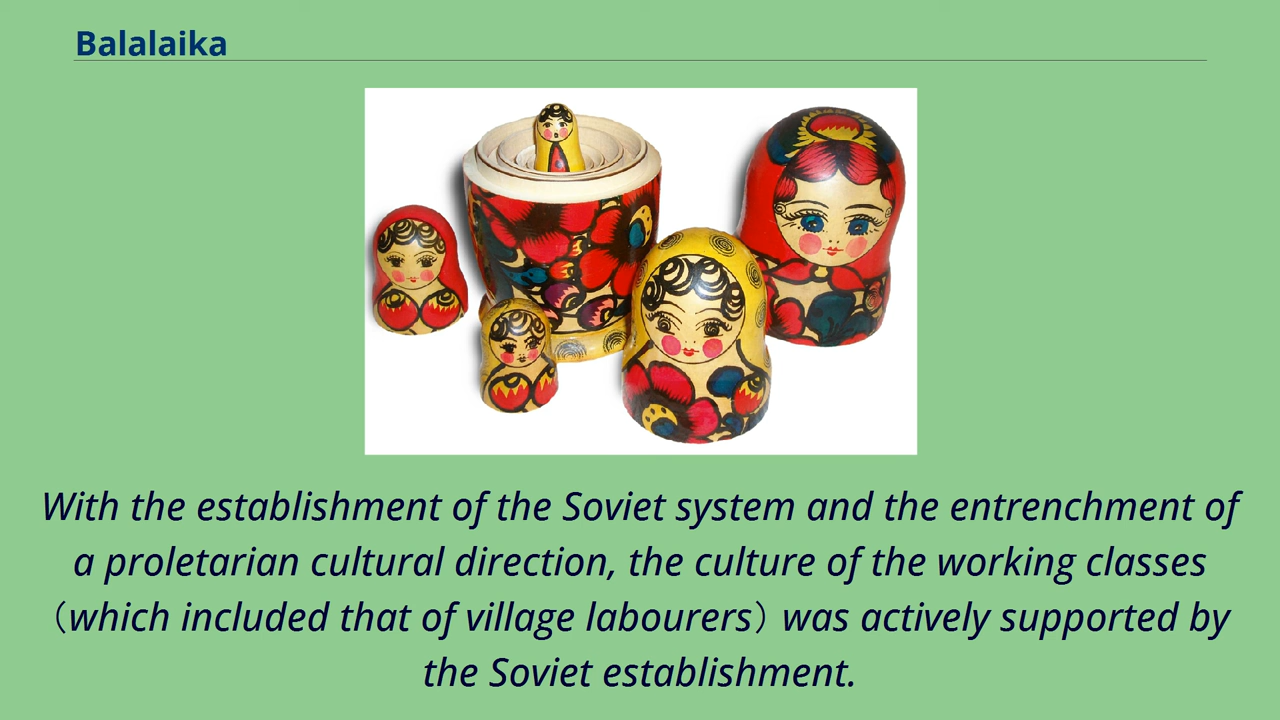 Balalaika
With the establishment of the Soviet system and the entrenchment of
a proletarian cultural direction, the culture of the working classes
（which included that of village labourers）was actively supported by
the Soviet establishment.